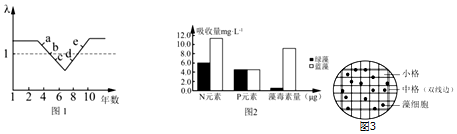 λ
1
a
b
c
d
e
1 2 4 6 8 10 年数
图1
吸收量mg·L⁻¹
12.0
10.0
8.0
6.0
4.0
2.0
0.0
绿藻
蓝藻
N元素 P元素 藻毒素量(μg)
图2
小格
中格(双线边)
藻细胞
图3